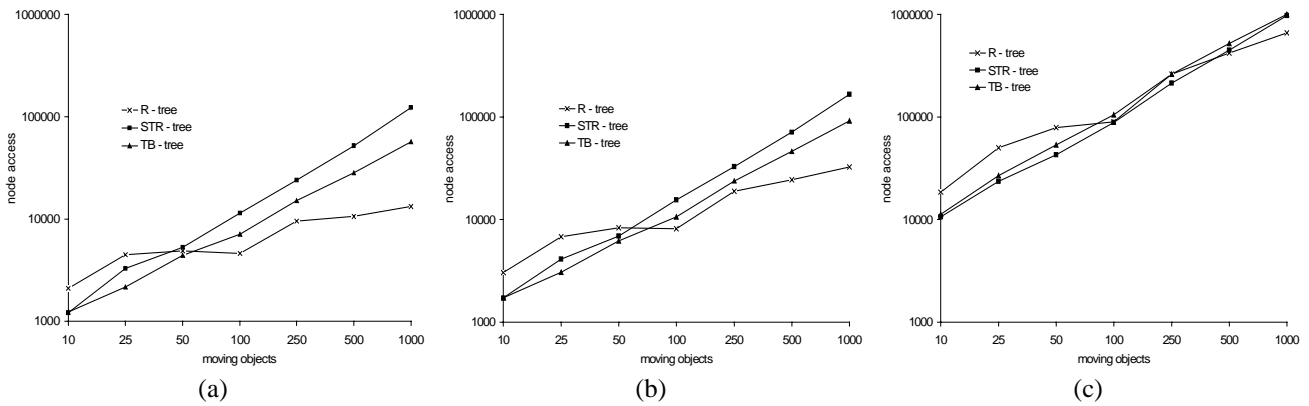 1000000
100000
10000
1000
node access
R - tree
STR - tree
TB - tree
10 25 50 100 250 500 1000
moving objects
(a)
1000000
100000
10000
1000
node access
R - tree
STR - tree
TB - tree
10 25 50 100 250 500 1000
moving objects
(b)
1000000
100000
10000
1000
node access
R - tree
STR - tree
TB - tree
10 25 50 100 250 500 1000
moving objects
(c)